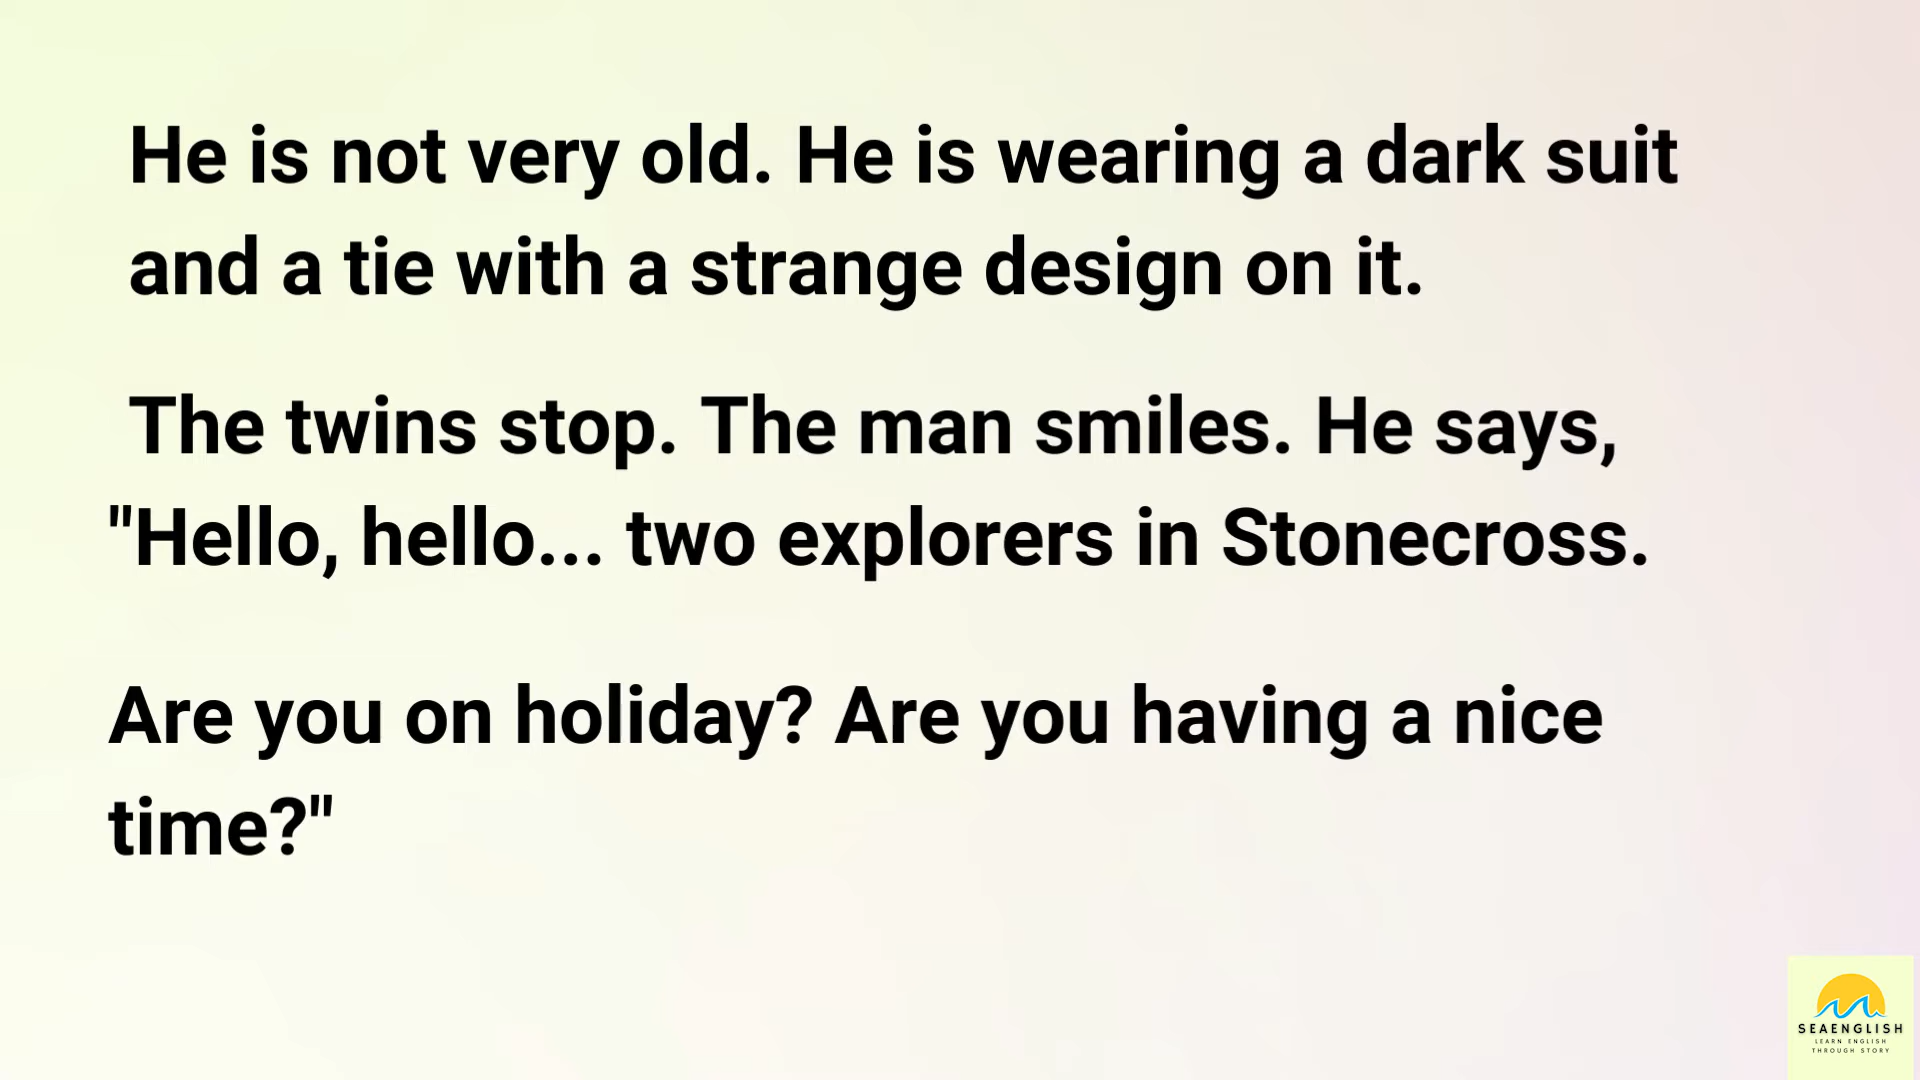 He is not very old. He is wearing a dark suit
and a tie with a strange design on it.
The twins stop. The man smiles. He says,
"Hello, hello... two explorers in Stonecross.
Are you on holiday? Are you having a nice
time?"
SEAENGLISH
LEARN ENGLISH
THROUGH STORY